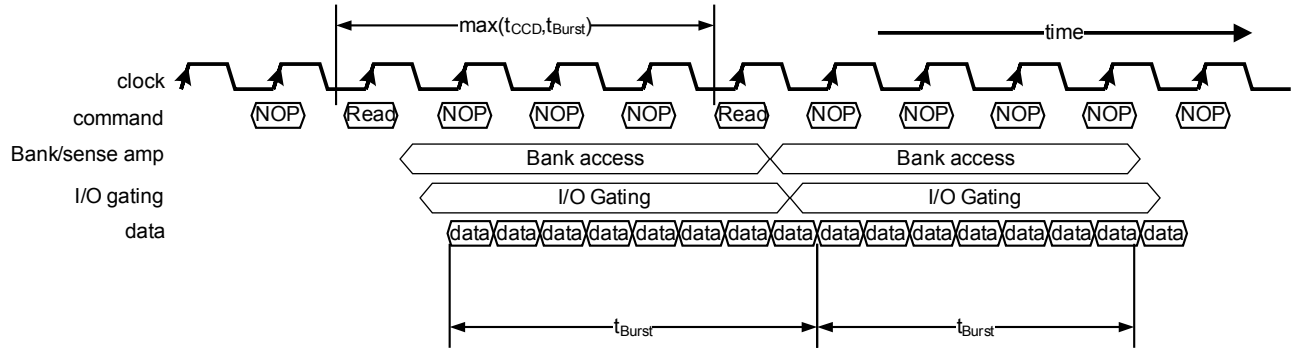 max(tCCD,tBurst)
time
clock
command NOP Read NOP NOP NOP Read NOP NOP NOP NOP NOP
Bank/sense amp Bank access Bank access
I/O gating I/O Gating I/O Gating
data data data data data data data data data data data data data data data data data
tBurst tBurst